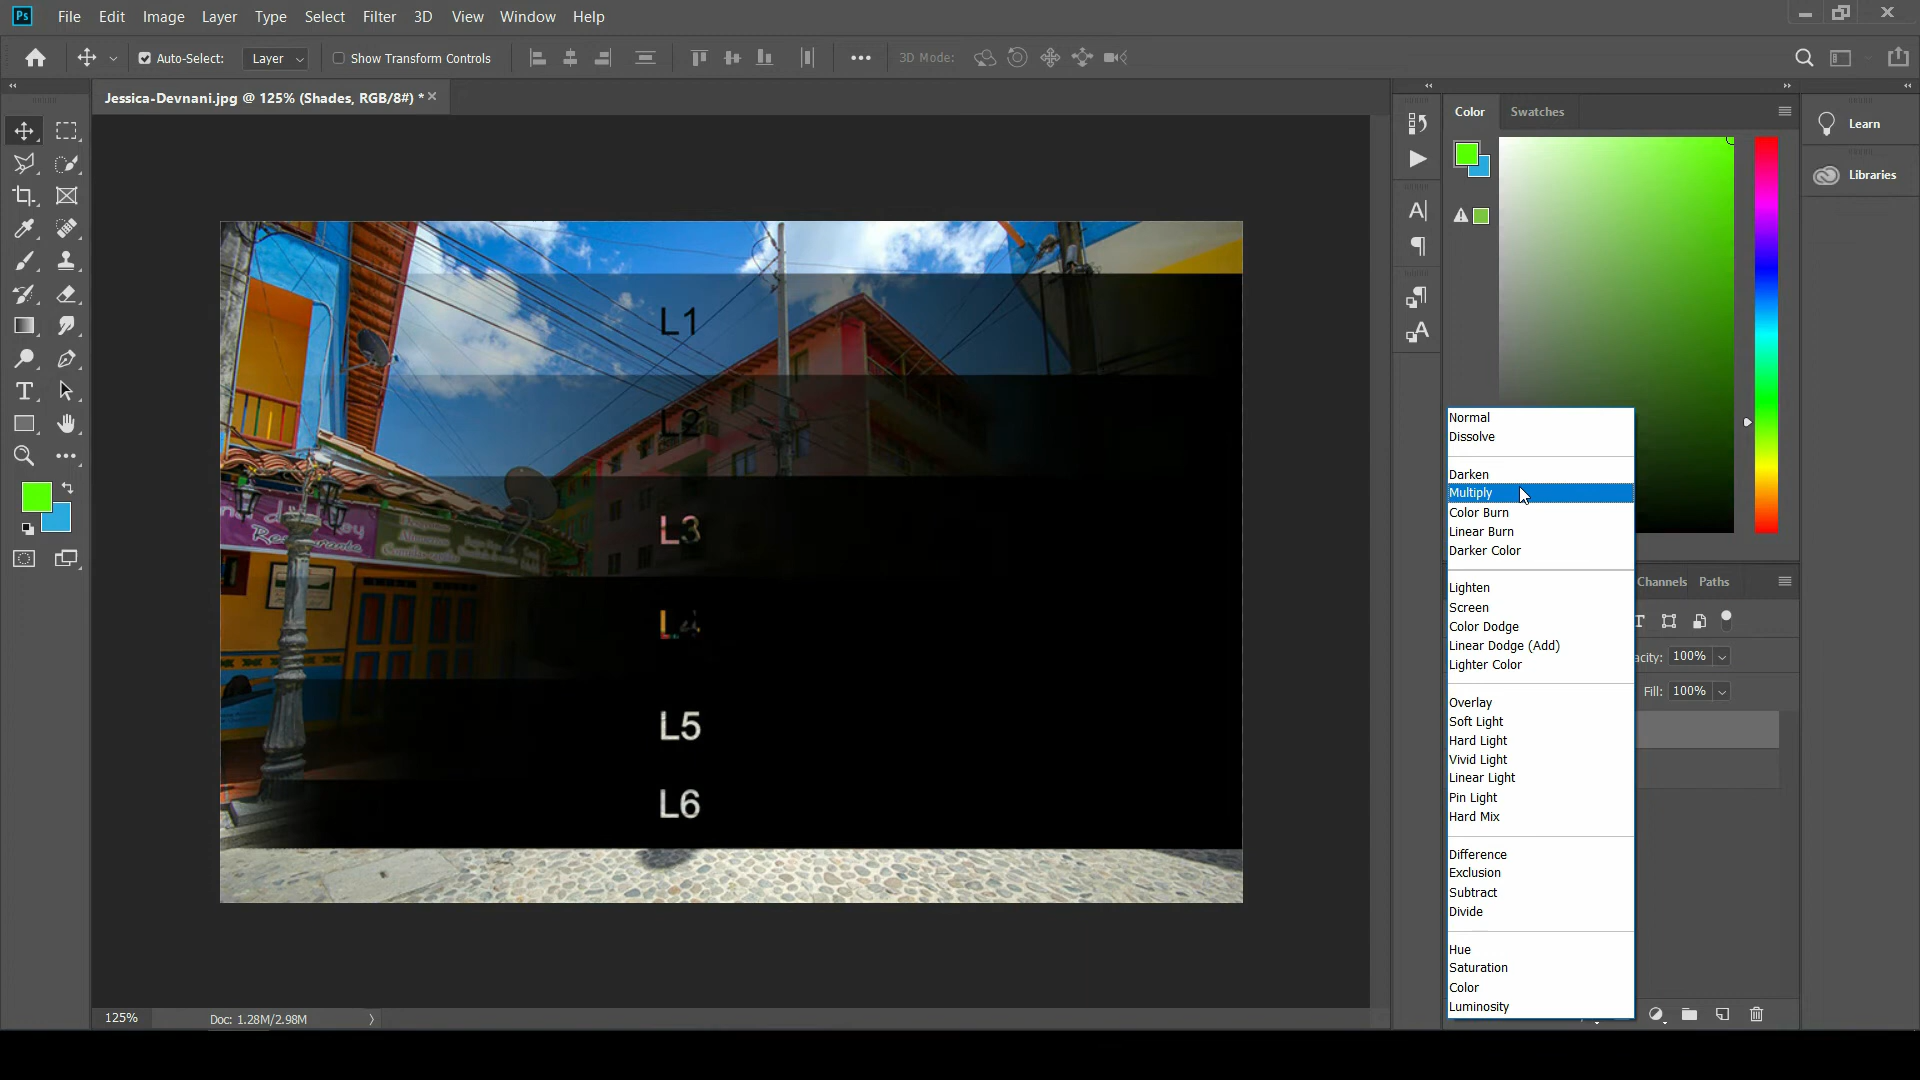 Ps File Edit Image Layer Type Select Filter 3D View Window Help
Auto-Select: Layer Show Transform Controls 3D Mode:
Jessica-Devnani.jpg @ 125% (Shades, RGB/8#) *
Color Swatches
Learn
Libraries
L1
L2
L3
L4
L5
L6
Restaurante
Normal
Dissolve
Darken
Multiply
Color Burn
Linear Burn
Darker Color
Lighten
Screen
Color Dodge
Linear Dodge (Add)
Lighter Color
Overlay
Soft Light
Hard Light
Vivid Light
Linear Light
Pin Light
Hard Mix
Difference
Exclusion
Subtract
Divide
Hue
Saturation
Color
Luminosity
Channels Paths
acity: 100%
Fill: 100%
125% Doc: 1.28M/2.98M